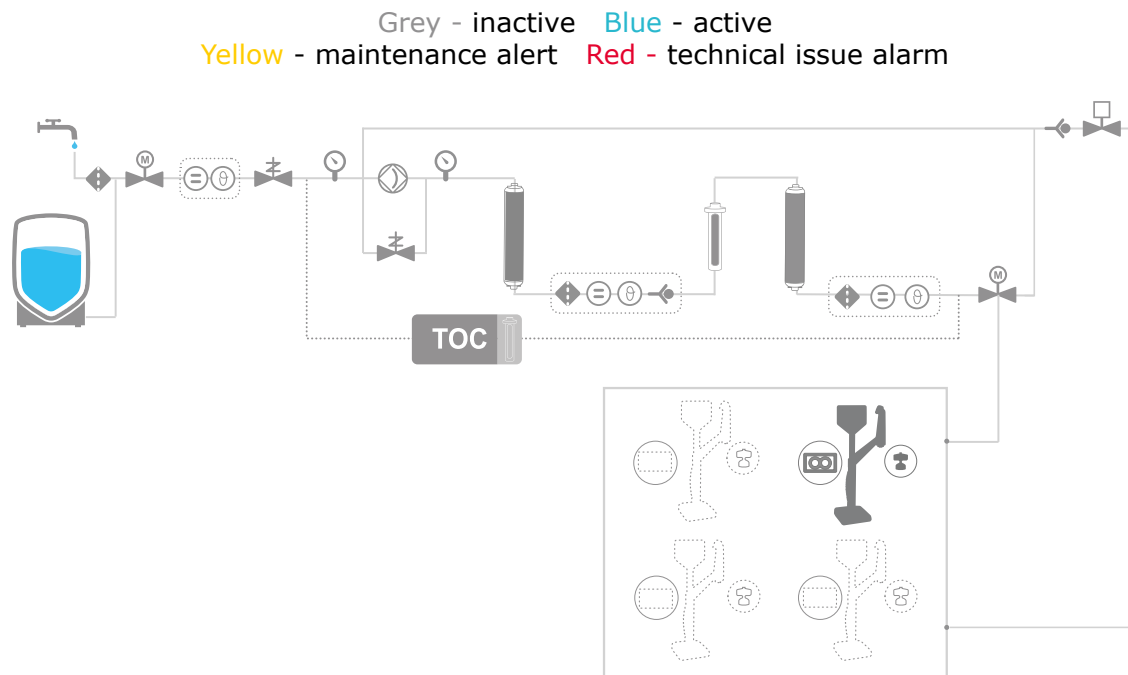 Grey - inactive Blue - active
Yellow - maintenance alert Red - technical issue alarm
M
M
TOC